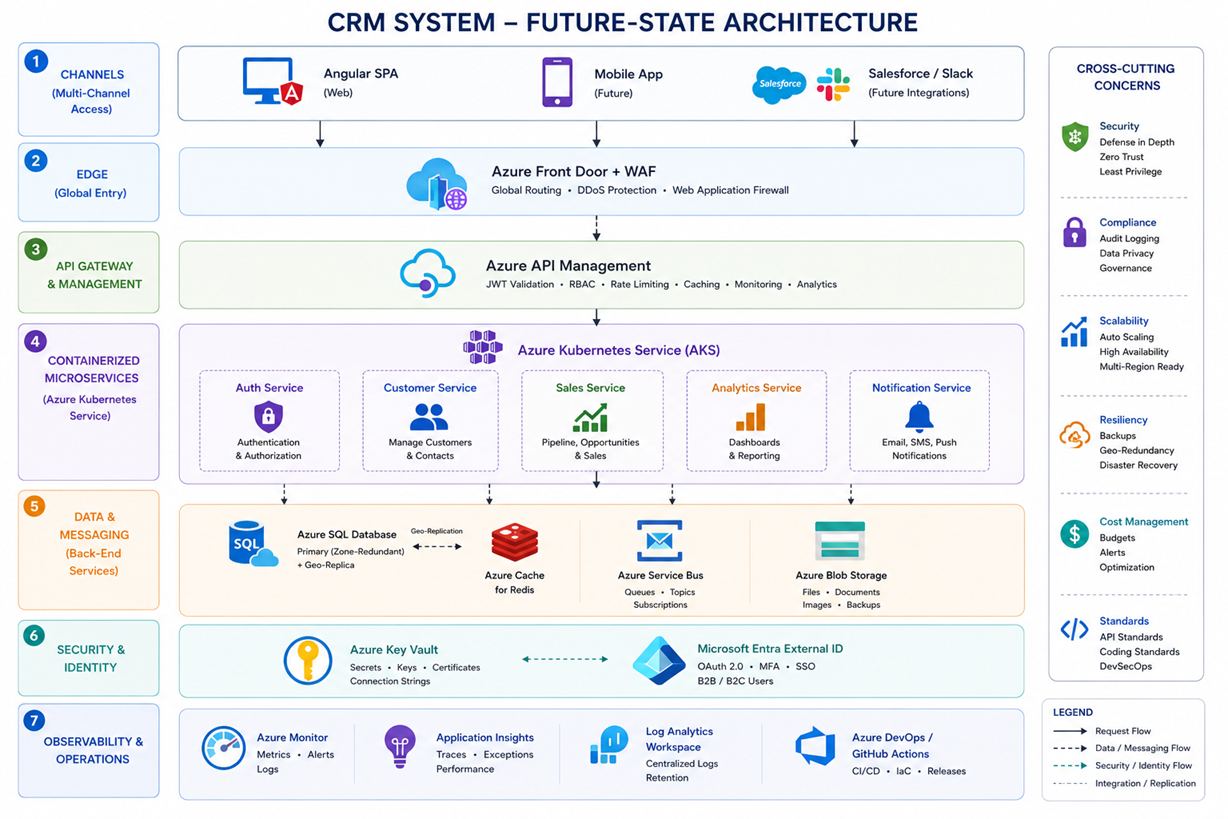 CRM SYSTEM – FUTURE-STATE ARCHITECTURE
1
CHANNELS
(Multi-Channel
Access)
Angular SPA
(Web)
A
Mobile App
(Future)
Salesforce
Salesforce / Slack
(Future Integrations)
2
EDGE
(Global Entry)
Azure Front Door + WAF
Global Routing • DDoS Protection • Web Application Firewall
3
API GATEWAY
& MANAGEMENT
Azure API Management
JWT Validation • RBAC • Rate Limiting • Caching • Monitoring • Analytics
4
CONTAINERIZED
MICROSERVICES
(Azure Kubernetes
Service)
Azure Kubernetes Service (AKS)
Auth Service
Authentication
& Authorization
Customer Service
Manage Customers
& Contacts
Sales Service
Pipeline, Opportunities
& Sales
Analytics Service
Dashboards
& Reporting
Notification Service
Email, SMS, Push
Notifications
5
DATA &
MESSAGING
(Back-End
Services)
SQL
Azure SQL Database
Primary (Zone-Redundant)
+ Geo-Replica
Geo-Replication
Azure Cache
for Redis
Azure Service Bus
Queues • Topics
Subscriptions
Azure Blob Storage
Files • Documents
Images • Backups
6
SECURITY &
IDENTITY
Azure Key Vault
Secrets • Keys • Certificates
Connection Strings
Microsoft Entra External ID
OAuth 2.0 • MFA • SSO
B2B / B2C Users
7
OBSERVABILITY &
OPERATIONS
Azure Monitor
Metrics • Alerts
Logs
Application Insights
Traces • Exceptions
Performance
Log Analytics
Workspace
Centralized Logs
Retention
Azure DevOps /
GitHub Actions
CI/CD • IaC • Releases
CROSS-CUTTING
CONCERNS
Security
Defense in Depth
Zero Trust
Least Privilege
Compliance
Audit Logging
Data Privacy
Governance
Scalability
Auto Scaling
High Availability
Multi-Region Ready
Resiliency
Backups
Geo-Redundancy
Disaster Recovery
$
Cost Management
Budgets
Alerts
Optimization
</>
Standards
API Standards
Coding Standards
DevSecOps
LEGEND
Request Flow
Data / Messaging Flow
Security / Identity Flow
Integration / Replication